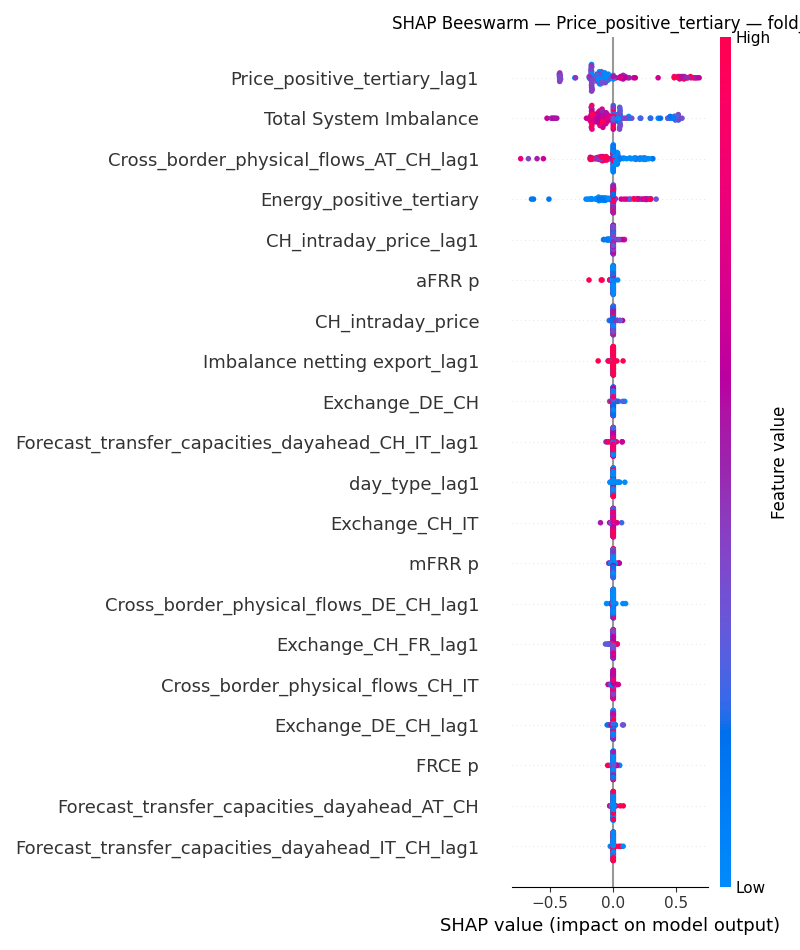 SHAP Beeswarm — Price_positive_tertiary — fold_
High
Price_positive_tertiary_lag1
Total System Imbalance
Cross_border_physical_flows_AT_CH_lag1
Energy_positive_tertiary
CH_intraday_price_lag1
aFRR p
CH_intraday_price
Imbalance netting export_lag1
Exchange_DE_CH
Forecast_transfer_capacities_dayahead_CH_IT_lag1
day_type_lag1
Exchange_CH_IT
mFRR p
Cross_border_physical_flows_DE_CH_lag1
Exchange_CH_FR_lag1
Cross_border_physical_flows_CH_IT
Exchange_DE_CH_lag1
FRCE p
Forecast_transfer_capacities_dayahead_AT_CH
Forecast_transfer_capacities_dayahead_IT_CH_lag1
Feature value
Low
−0.5 0.0 0.5
SHAP value (impact on model output)